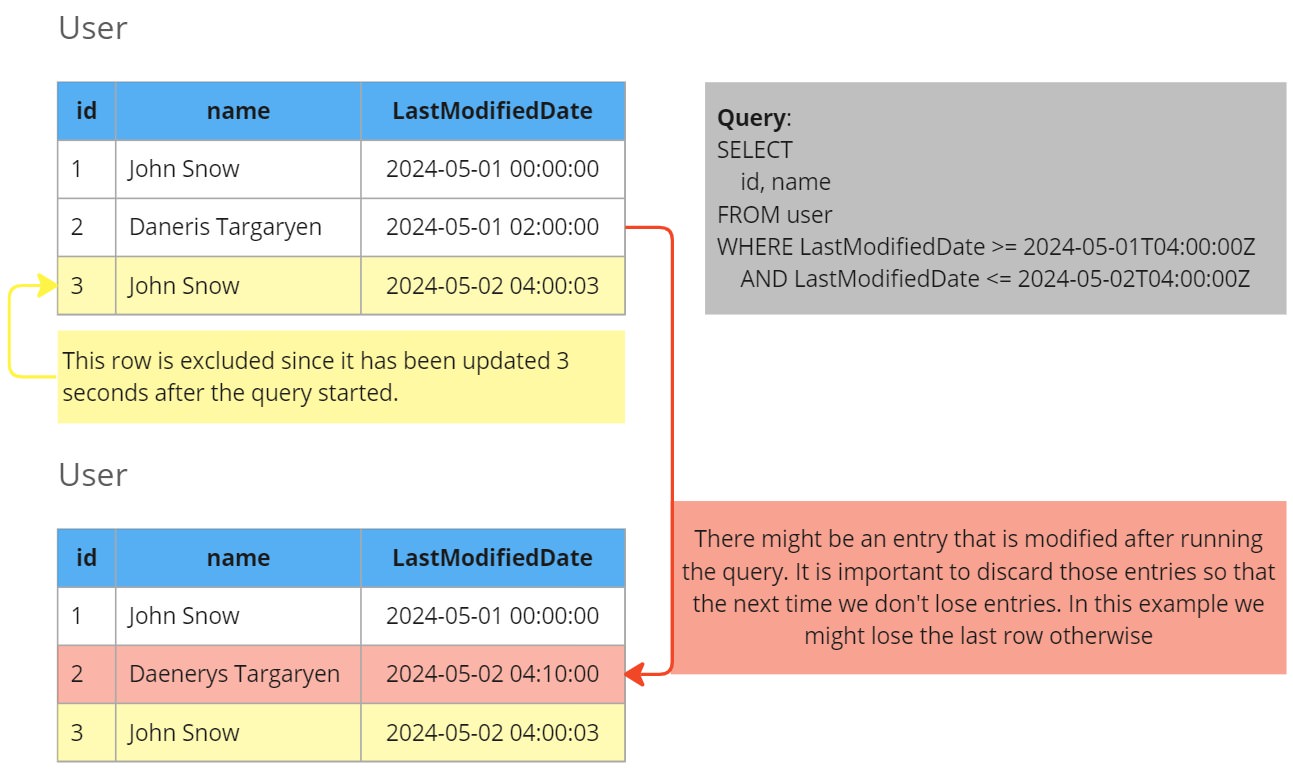 User
id name LastModifiedDate
1 John Snow 2024-05-01 00:00:00
2 Daneris Targaryen 2024-05-01 02:00:00
3 John Snow 2024-05-02 04:00:03
This row is excluded since it has been updated 3
seconds after the query started.
Query:
SELECT
id, name
FROM user
WHERE LastModifiedDate >= 2024-05-01T04:00:00Z
AND LastModifiedDate <= 2024-05-02T04:00:00Z
User
id name LastModifiedDate
1 John Snow 2024-05-01 00:00:00
2 Daenerys Targaryen 2024-05-02 04:10:00
3 John Snow 2024-05-02 04:00:03
There might be an entry that is modified after running
the query. It is important to discard those entries so that
the next time we don't lose entries. In this example we
might lose the last row otherwise